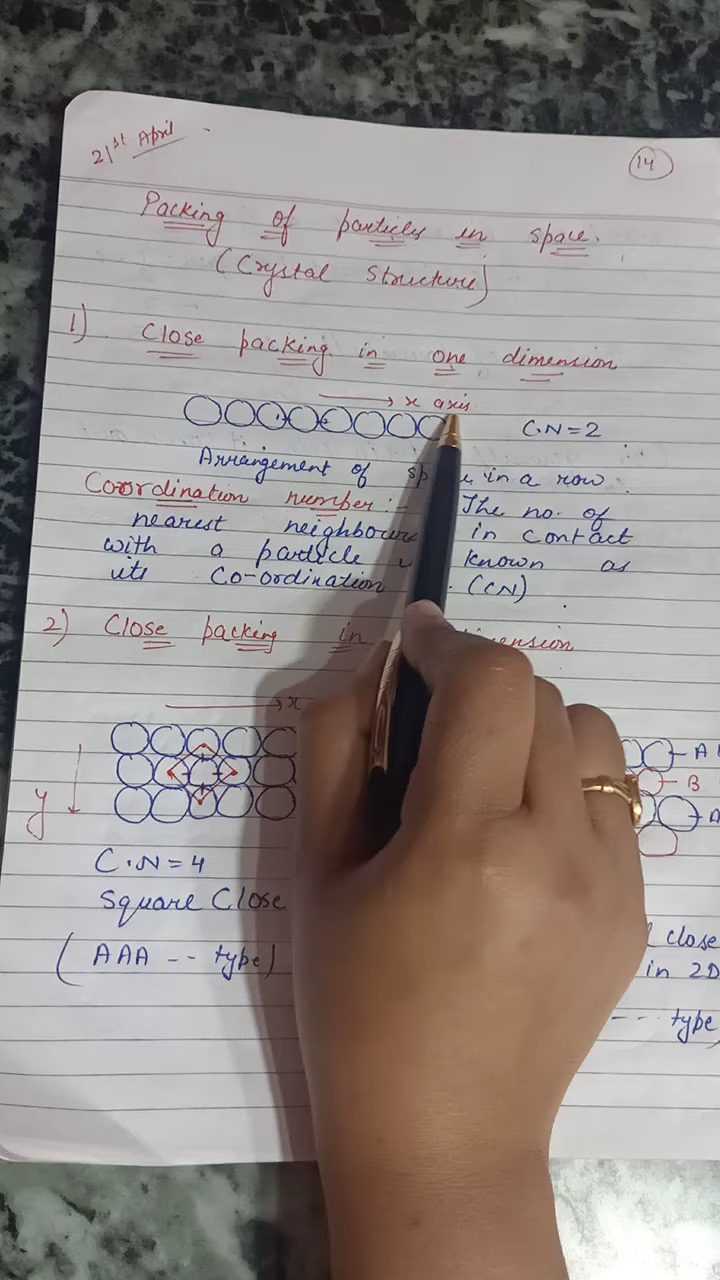 21st April
14
Packing of particles in space.
(Crystal Structure)
1) Close packing in one dimension
x axis
C.N=2
Arrangement of in a row.
Coordination number:- The no. of
nearest neighbours in contact
with a particle known as
its Co-ordination (CN)
2) Close packing in
x
y
A
B
A
C.N=4
Square Close
close
in 2D
(AAA -- type)
--- type